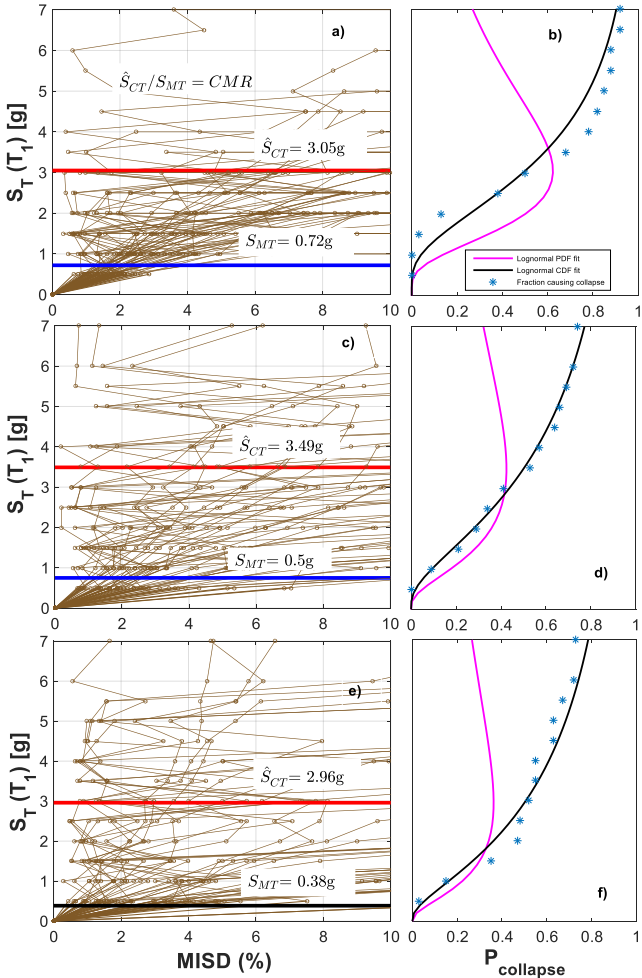 7
6
5
4
3
2
1
0
S_T (T_1) [g]
a)
Ŝ_CT/S_MT = CMR
Ŝ_CT = 3.05g
S_MT = 0.72g
0 2 4 6 8 10
b)
Lognormal PDF fit
Lognormal CDF fit
Fraction causing collapse
0 0.2 0.4 0.6 0.8 1
7
6
5
4
3
2
1
0
S_T (T_1) [g]
c)
Ŝ_CT = 3.49g
S_MT = 0.5g
0 2 4 6 8 10
d)
0 0.2 0.4 0.6 0.8 1
7
6
5
4
3
2
1
0
S_T (T_1) [g]
e)
Ŝ_CT = 2.96g
S_MT = 0.38g
0 2 4 6 8 10
MISD (%)
f)
0 0.2 0.4 0.6 0.8 1
P_collapse